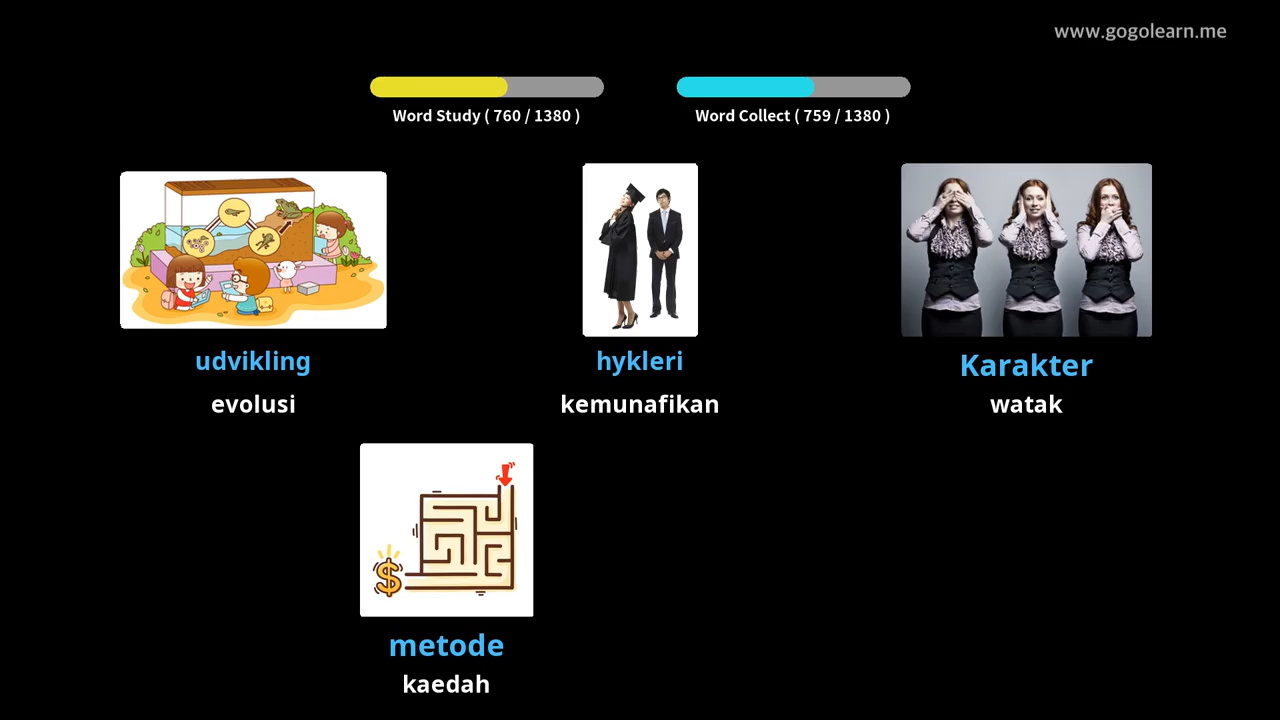 www.gogolearn.me
Word Study ( 760 / 1380 )
Word Collect ( 759 / 1380 )
udvikling
evolusi
hykleri
kemunafikan
Karakter
watak
metode
kaedah